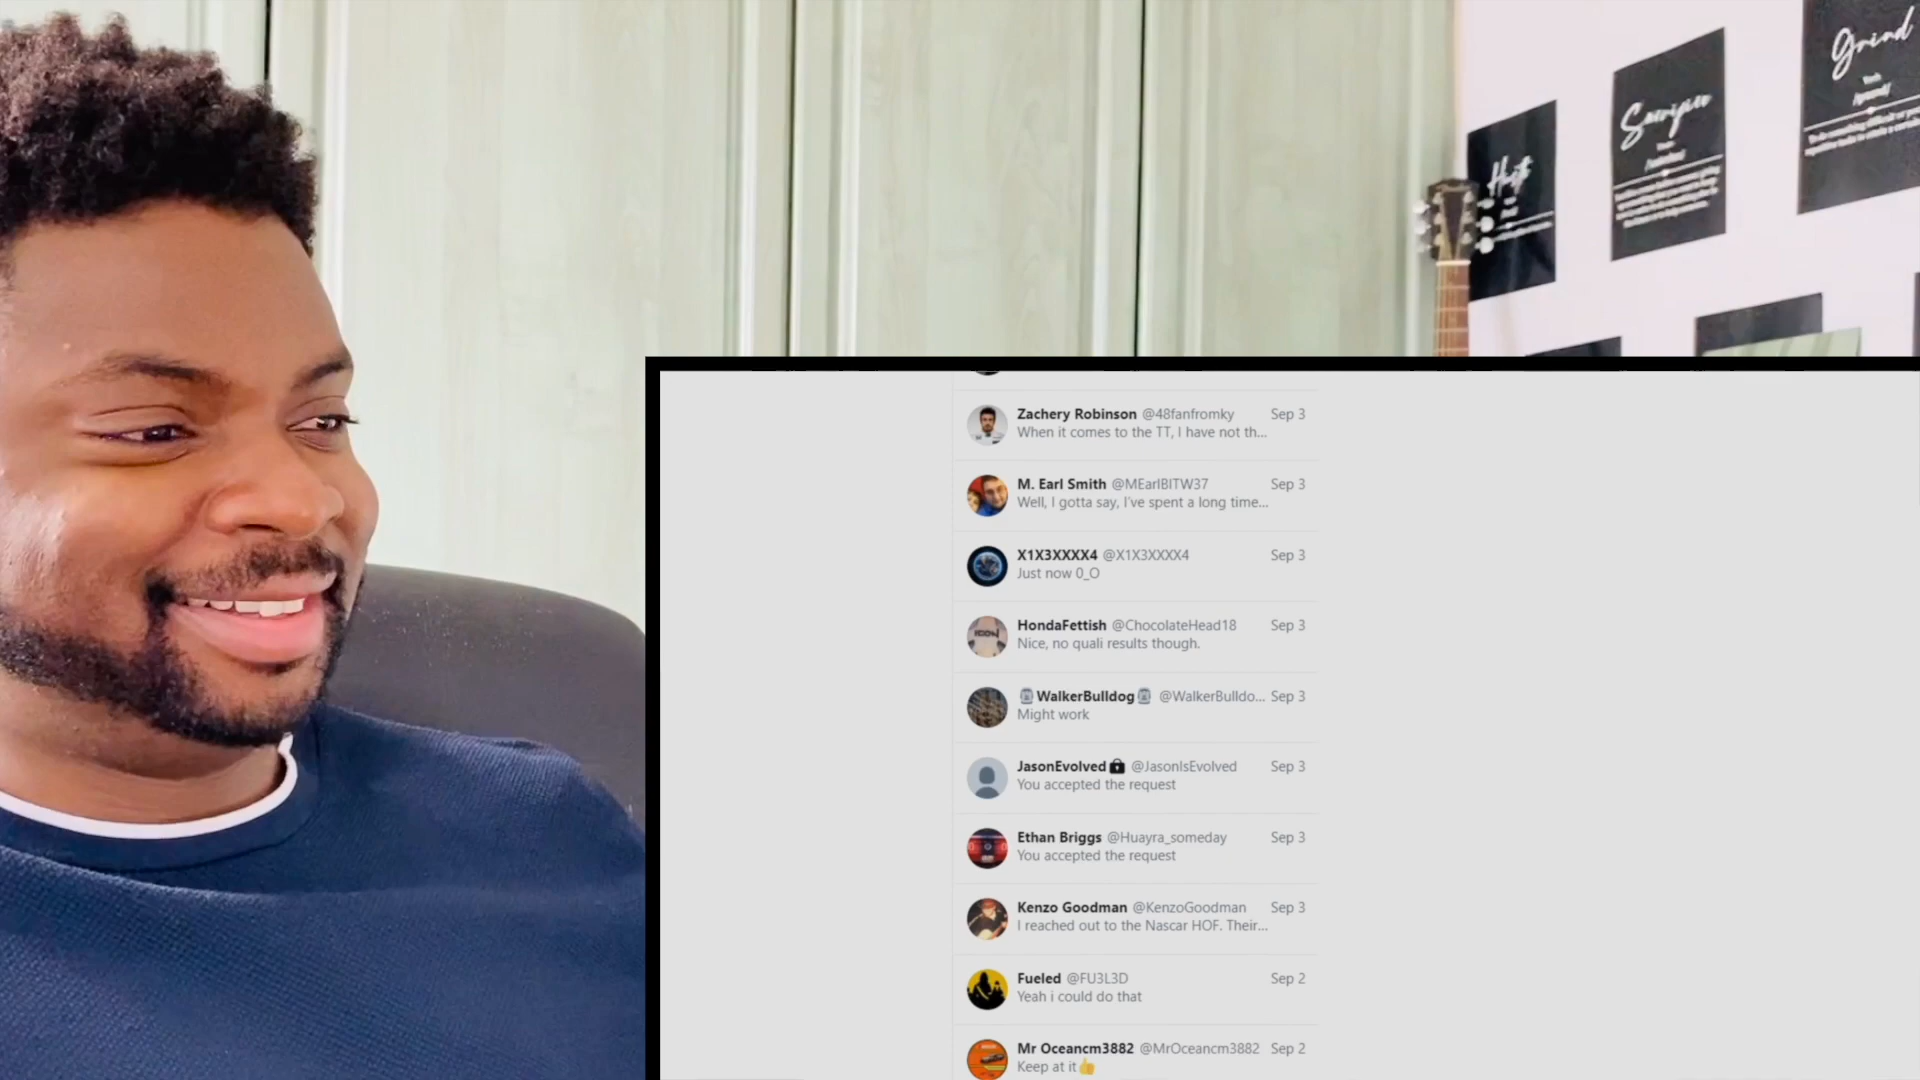 Grind
Sacrifice
Hustle
Zachery Robinson @48fanfromky Sep 3
When it comes to the TT, I have not th...
M. Earl Smith @MEarlBITW37 Sep 3
Well, I gotta say, I've spent a long time...
X1X3XXXX4 @X1X3XXXX4 Sep 3
Just now 0_O
HondaFettish @ChocolateHead18 Sep 3
Nice, no quali results though.
WalkerBulldog @WalkerBulldo... Sep 3
Might work
JasonEvolved @JasonIsEvolved Sep 3
You accepted the request
Ethan Briggs @Huayra_someday Sep 3
You accepted the request
Kenzo Goodman @KenzoGoodman Sep 3
I reached out to the Nascar HOF. Their...
Fueled @FU3L3D Sep 2
Yeah i could do that
Mr Oceancm3882 @MrOceancm3882 Sep 2
Keep at it👍